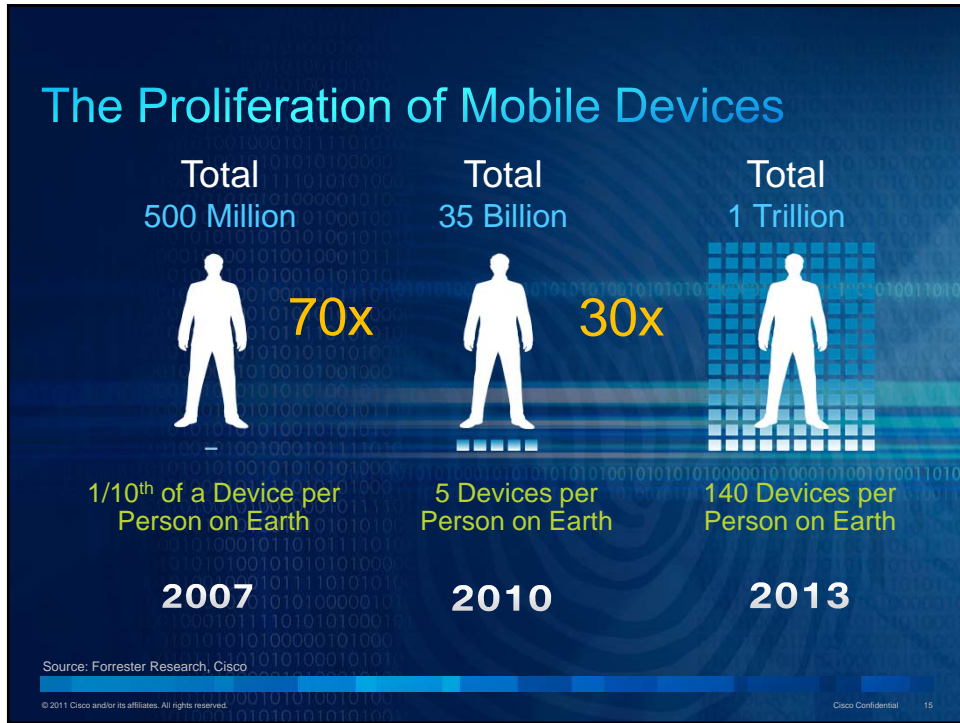 The Proliferation of Mobile Devices
Total
500 Million
70x
1/10th of a Device per
Person on Earth
2007
Total
35 Billion
30x
5 Devices per
Person on Earth
2010
Total
1 Trillion
140 Devices per
Person on Earth
2013
Source: Forrester Research, Cisco
© 2011 Cisco and/or its affiliates. All rights reserved.
Cisco Confidential
15